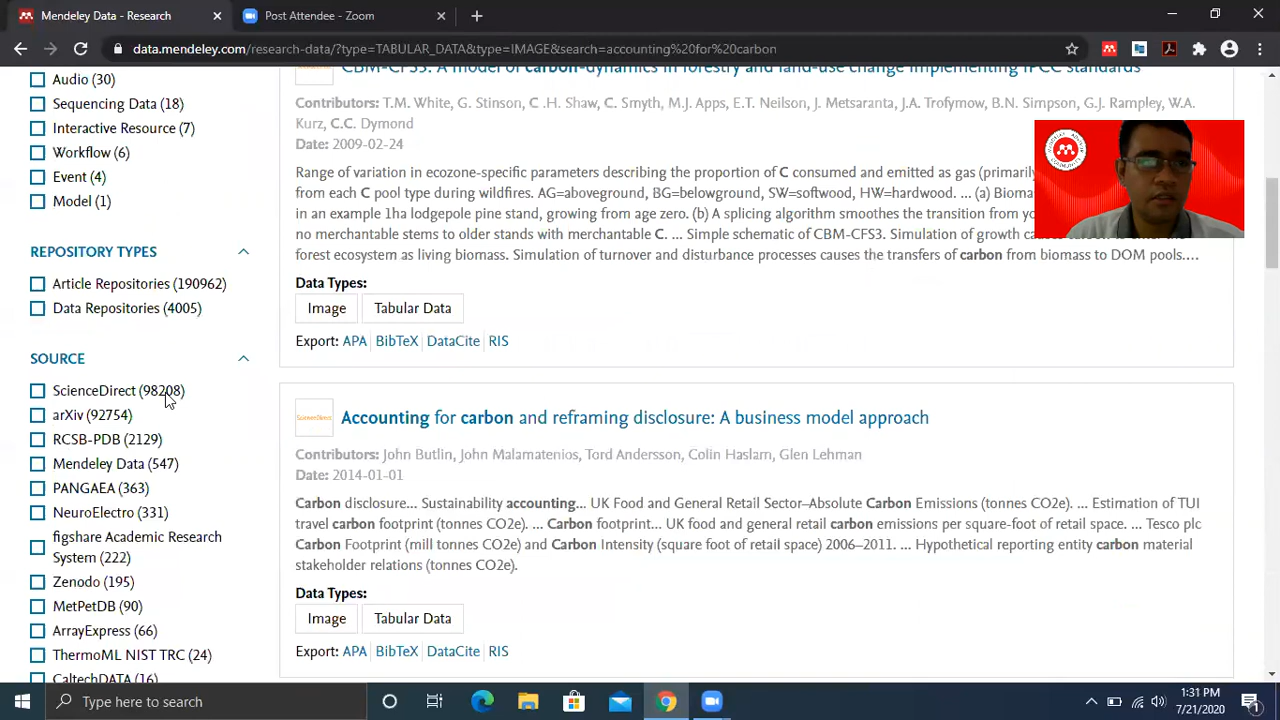 Mendeley Data - Research
Post Attendee - Zoom
data.mendeley.com/research-data/?type=TABULAR_DATA&type=IMAGE&search=accounting%20for%20carbon
Audio (30)
Sequencing Data (18)
Interactive Resource (7)
Workflow (6)
Event (4)
Model (1)
REPOSITORY TYPES
Article Repositories (190962)
Data Repositories (4005)
SOURCE
ScienceDirect (98208)
arXiv (92754)
RCSB-PDB (2129)
Mendeley Data (547)
PANGAEA (363)
NeuroElectro (331)
figshare Academic Research
System (222)
Zenodo (195)
MetPetDB (90)
ArrayExpress (66)
ThermoML NIST TRC (24)
CaltechDATA (16)
CBM-CFS3: A model of carbon-dynamics in forestry and land-use change implementing IPCC standards
Contributors: T.M. White, G. Stinson, C .H. Shaw, C. Smyth, M.J. Apps, E.T. Neilson, J. Metsaranta, J.A. Trofymow, B.N. Simpson, G.J. Rampley, W.A.
Kurz, C.C. Dymond
Date: 2009-02-24
Range of variation in ecozone-specific parameters describing the proportion of C consumed and emitted as gas (primarily
from each C pool type during wildfires. AG=aboveground, BG=belowground, SW=softwood, HW=hardwood. ... (a) Biomas
in an example 1ha lodgepole pine stand, growing from age zero. (b) A splicing algorithm smoothes the transition from yo
no merchantable stems to older stands with merchantable C. ... Simple schematic of CBM-CFS3. Simulation of growth ca
forest ecosystem as living biomass. Simulation of turnover and disturbance processes causes the transfers of carbon from biomass to DOM pools....
Data Types:
Image
Tabular Data
Export: APA BibTeX DataCite RIS
ScienceDirect
Accounting for carbon and reframing disclosure: A business model approach
Contributors: John Butlin, John Malamatenios, Tord Andersson, Colin Haslam, Glen Lehman
Date: 2014-01-01
Carbon disclosure... Sustainability accounting... UK Food and General Retail Sector–Absolute Carbon Emissions (tonnes CO2e). ... Estimation of TUI
travel carbon footprint (tonnes CO2e). ... Carbon footprint... UK food and general retail carbon emissions per square-foot of retail space. ... Tesco plc
Carbon Footprint (mill tonnes CO2e) and Carbon Intensity (square foot of retail space) 2006–2011. ... Hypothetical reporting entity carbon material
stakeholder relations (tonnes CO2e).
Data Types:
Image
Tabular Data
Export: APA BibTeX DataCite RIS
Type here to search
1:31 PM
7/21/2020